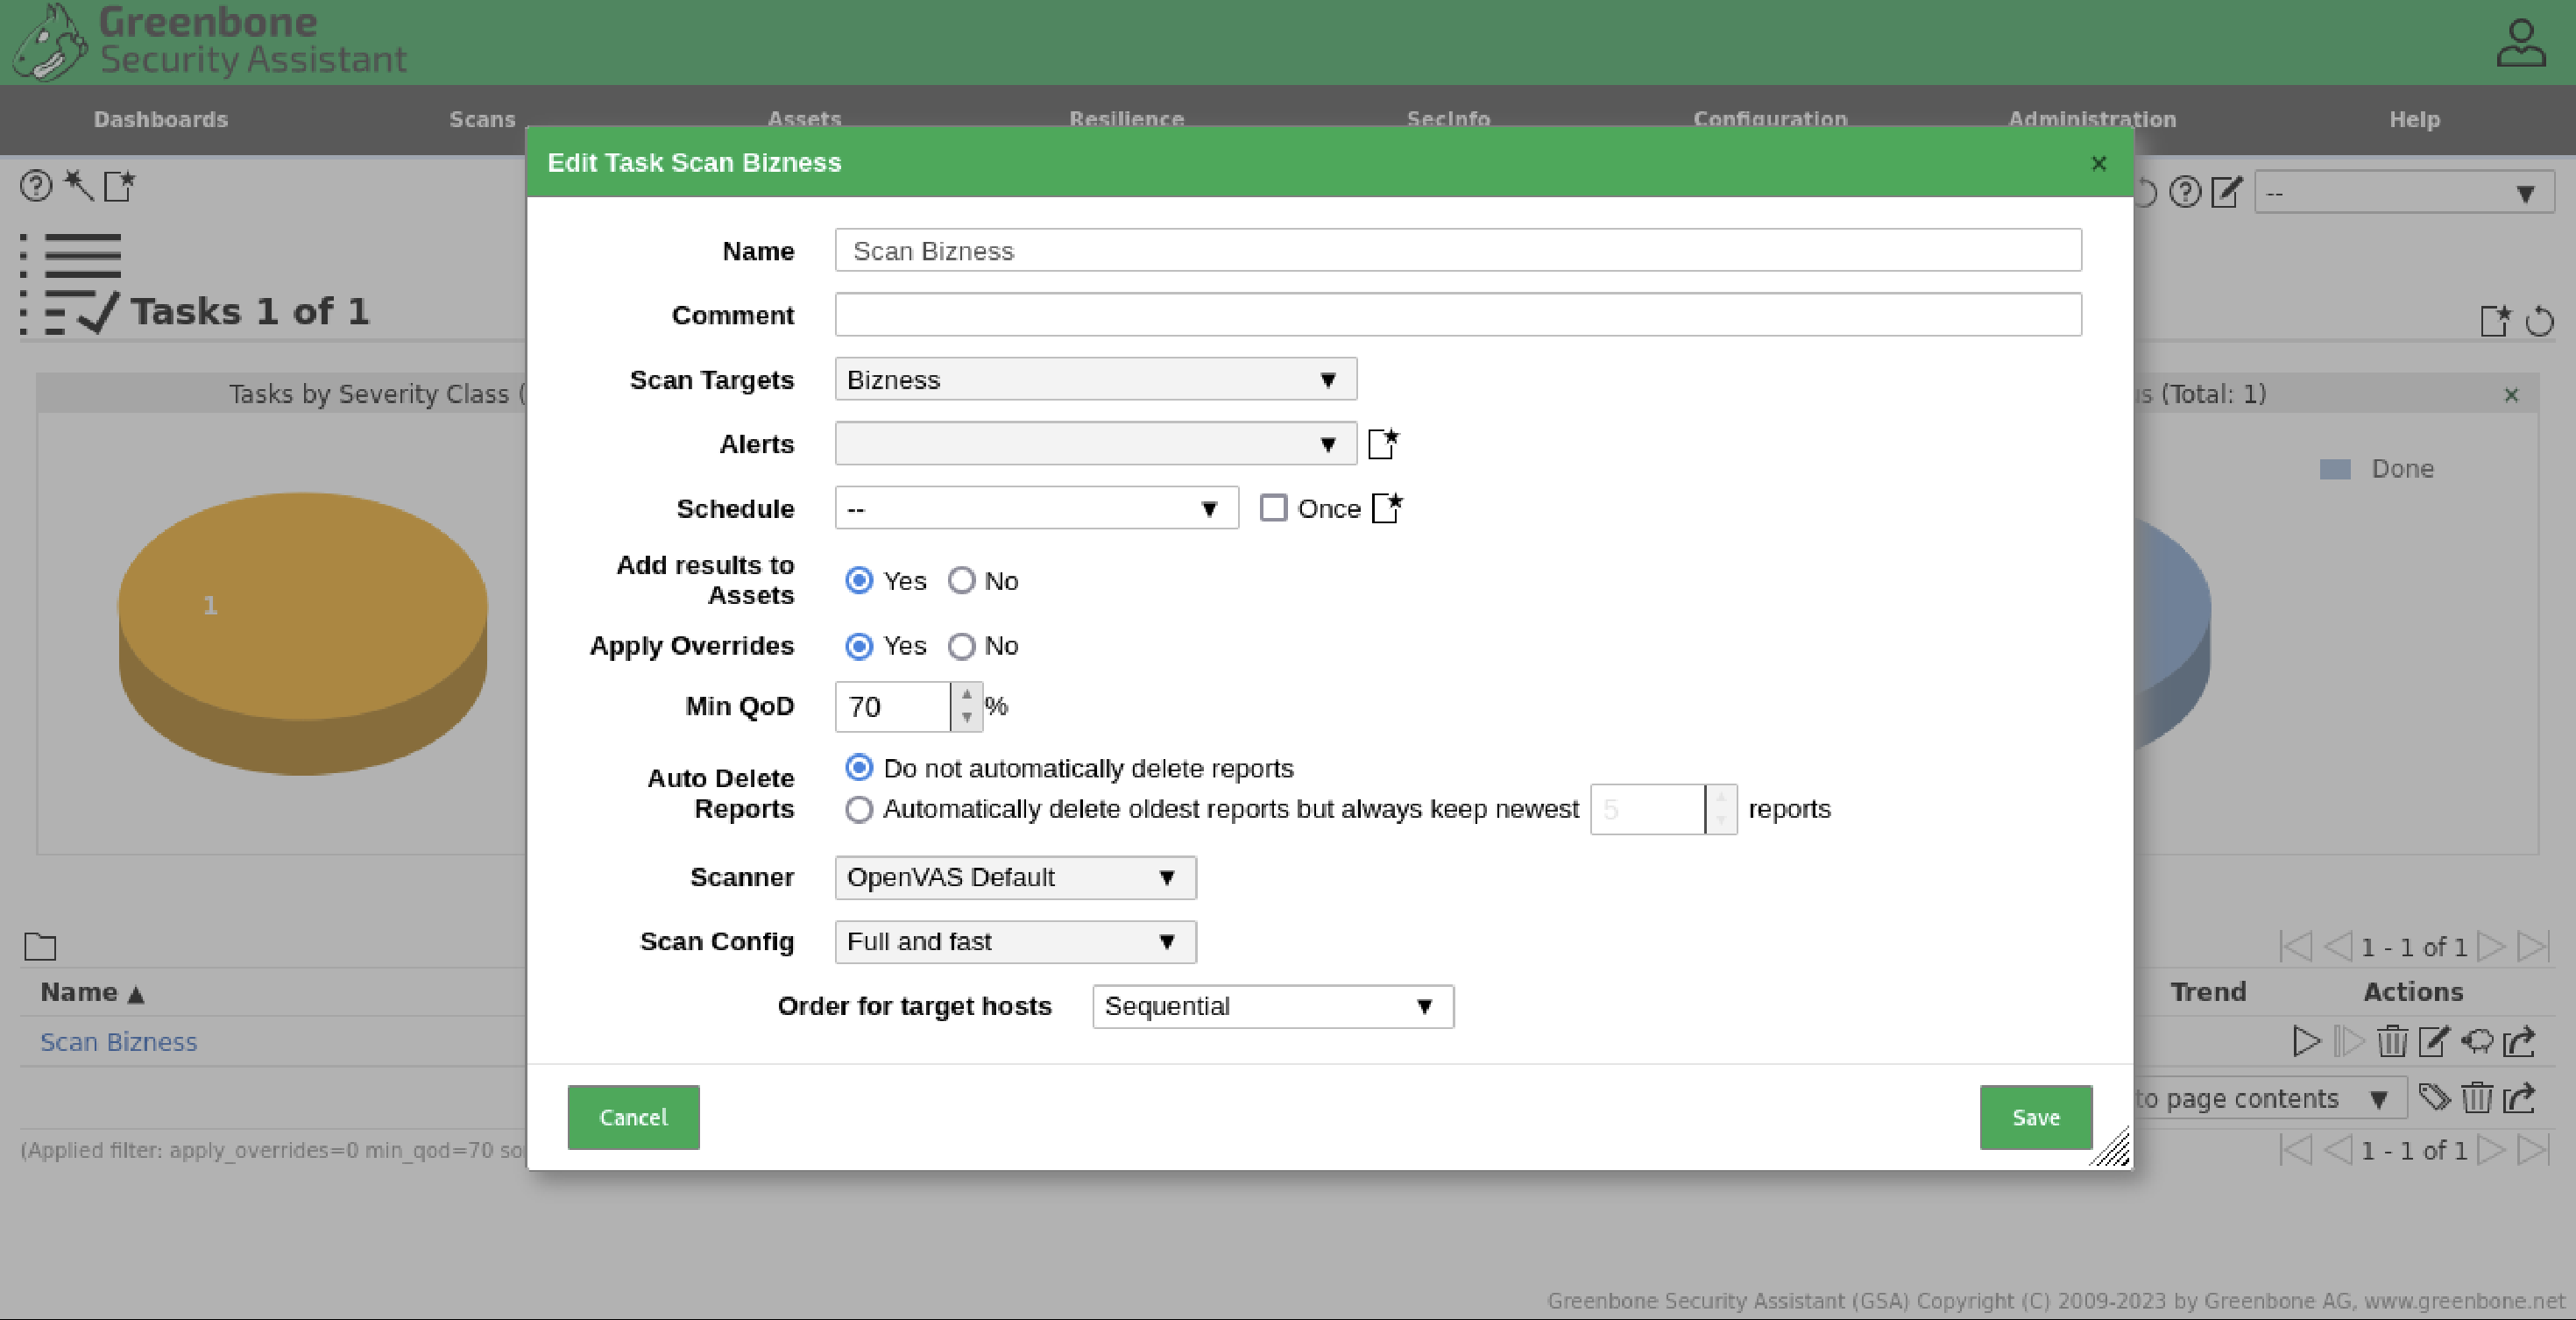 Greenbone
Security Assistant
Dashboards Scans Assets Resilience SecInfo Configuration Administration Help
Edit Task Scan Bizness ×
--
Tasks 1 of 1
Tasks by Severity Class (
(Total: 1) ×
Done
1
Name Scan Bizness
Comment
Scan Targets Bizness
Alerts
Schedule -- Once
Add results to
Assets Yes No
Apply Overrides Yes No
Min QoD 70 %
Auto Delete
Reports
Do not automatically delete reports
Automatically delete oldest reports but always keep newest 5 reports
Scanner OpenVAS Default
Scan Config Full and fast
Order for target hosts Sequential
Cancel Save
1 - 1 of 1
Name ▲ Trend Actions
Scan Bizness
to page contents
(Applied filter: apply_overrides=0 min_qod=70
1 - 1 of 1
Greenbone Security Assistant (GSA) Copyright (C) 2009-2023 by Greenbone AG, www.greenbone.net